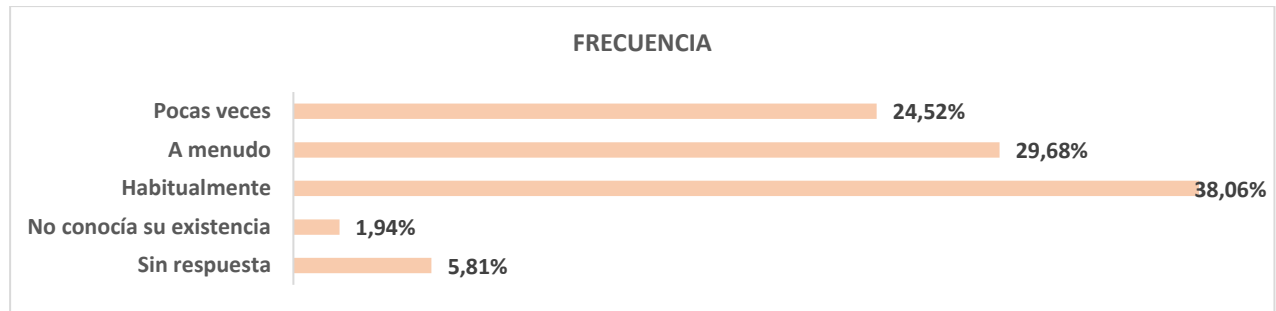 FRECUENCIA
Pocas veces 24,52%
A menudo 29,68%
Habitualmente 38,06%
No conocía su existencia 1,94%
Sin respuesta 5,81%